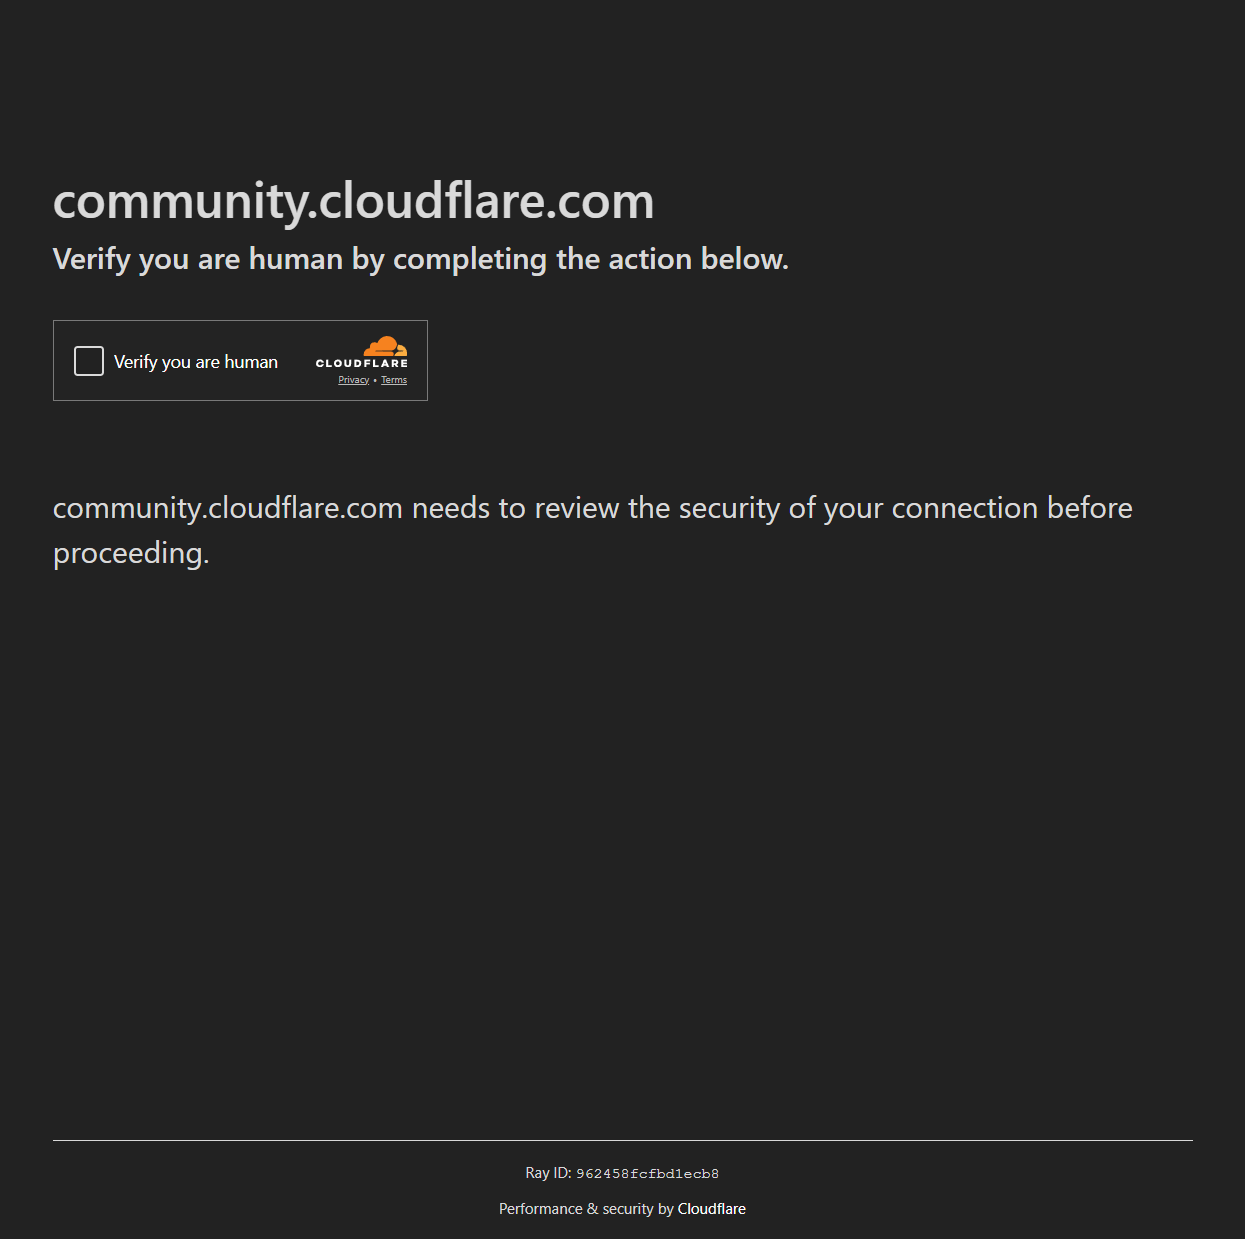 community.cloudflare.com
Verify you are human by completing the action below.
Verify you are human
CLOUDFLARE
Privacy • Terms
community.cloudflare.com needs to review the security of your connection before
proceeding.
Ray ID: 962458fcfbd1ecb8
Performance & security by Cloudflare